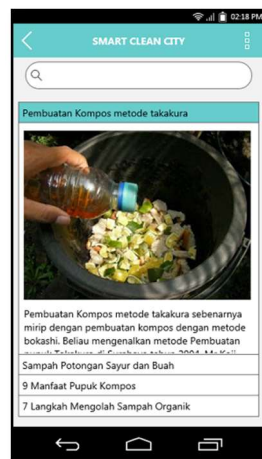 02:18 PM
SMART CLEAN CITY
Pembuatan Kompos metode takakura
Pembuatan Kompos metode takakura sebenarnya
mirip dengan pembuatan kompos dengan metode
bokashi. Beliau mengenalkan metode Pembuatan
Sampah Potongan Sayur dan Buah
9 Manfaat Pupuk Kompos
7 Langkah Mengolah Sampah Organik